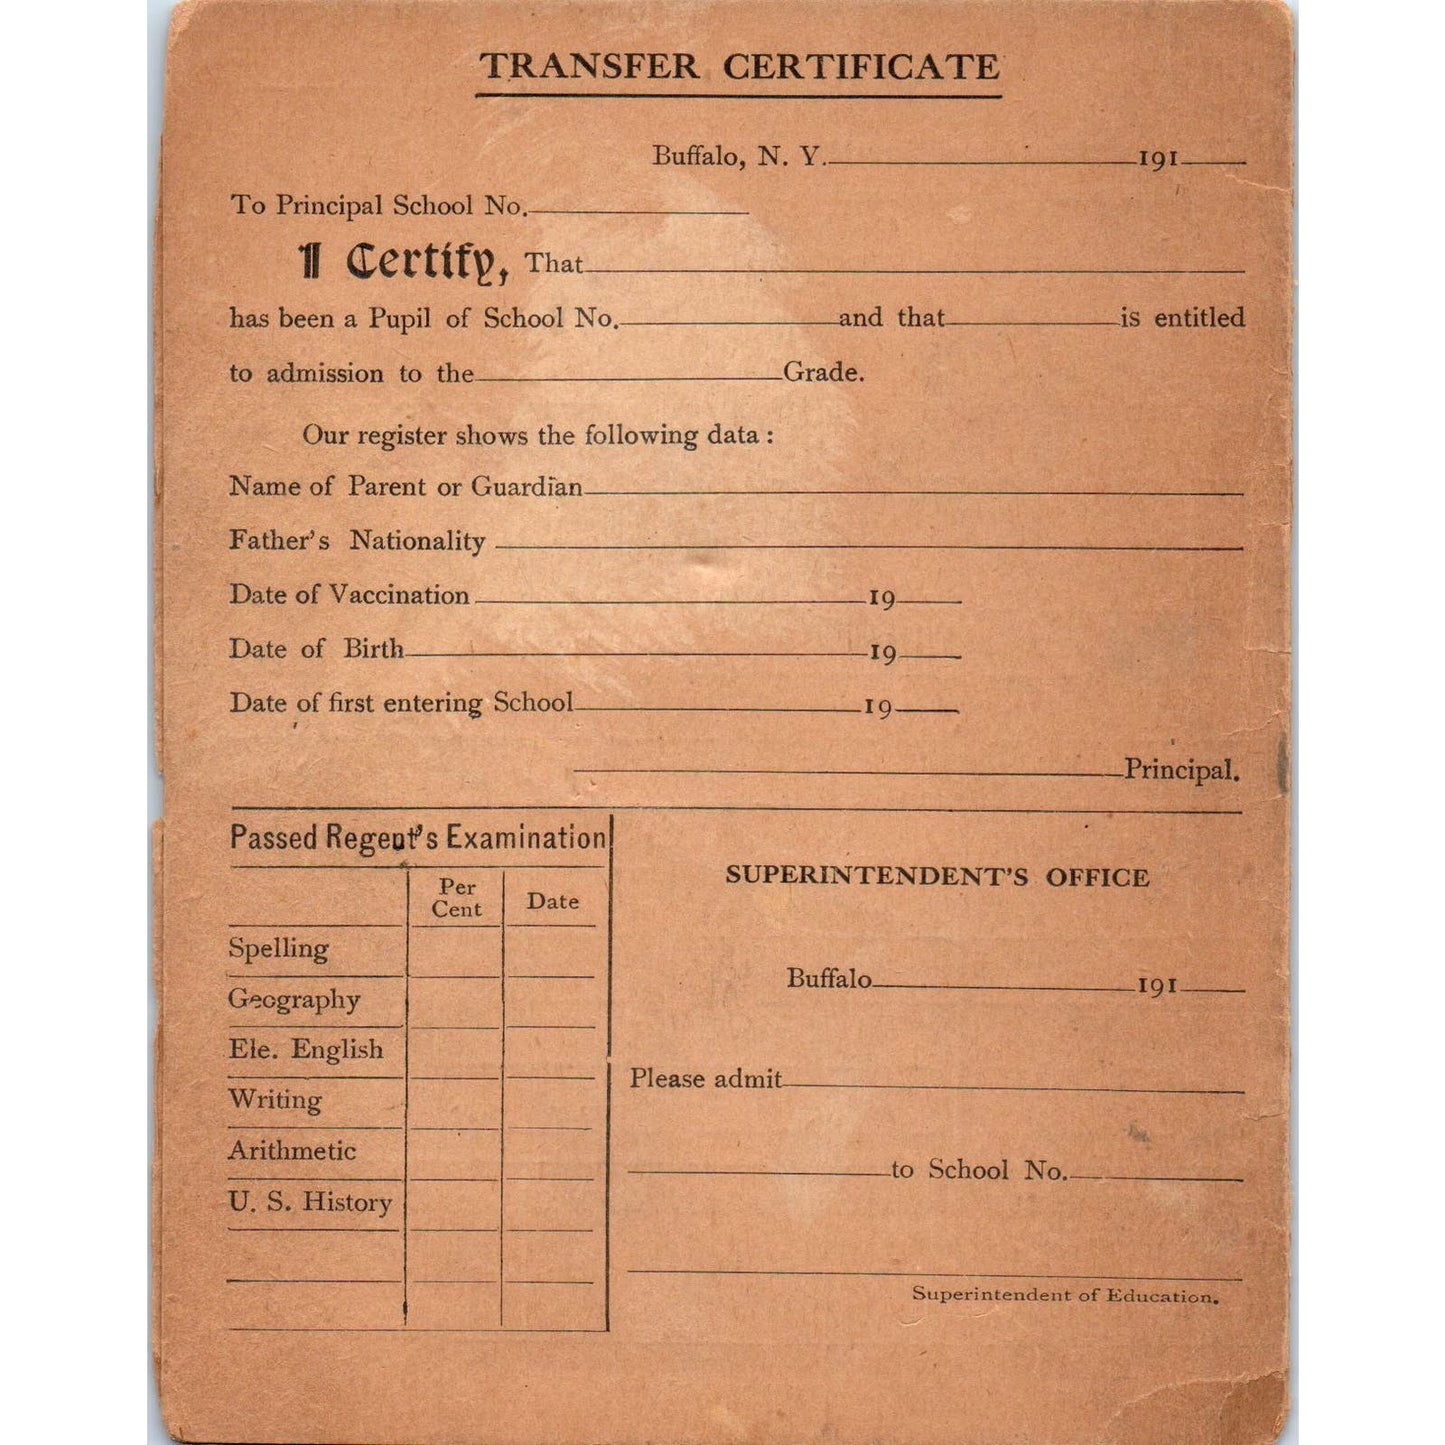 TRANSFER CERTIFICATE
Buffalo, N. Y. 191
To Principal School No.
I Certify, That
has been a Pupil of School No. and that is entitled
to admission to the Grade.
Our register shows the following data :
Name of Parent or Guardian
Father's Nationality
Date of Vaccination 19
Date of Birth 19
Date of first entering School 19
Principal.
Passed Regent's Examination
Per Cent
Date
Spelling
Geography
Ele. English
Writing
Arithmetic
U. S. History
SUPERINTENDENT'S OFFICE
Buffalo 191
Please admit
to School No.
Superintendent of Education.